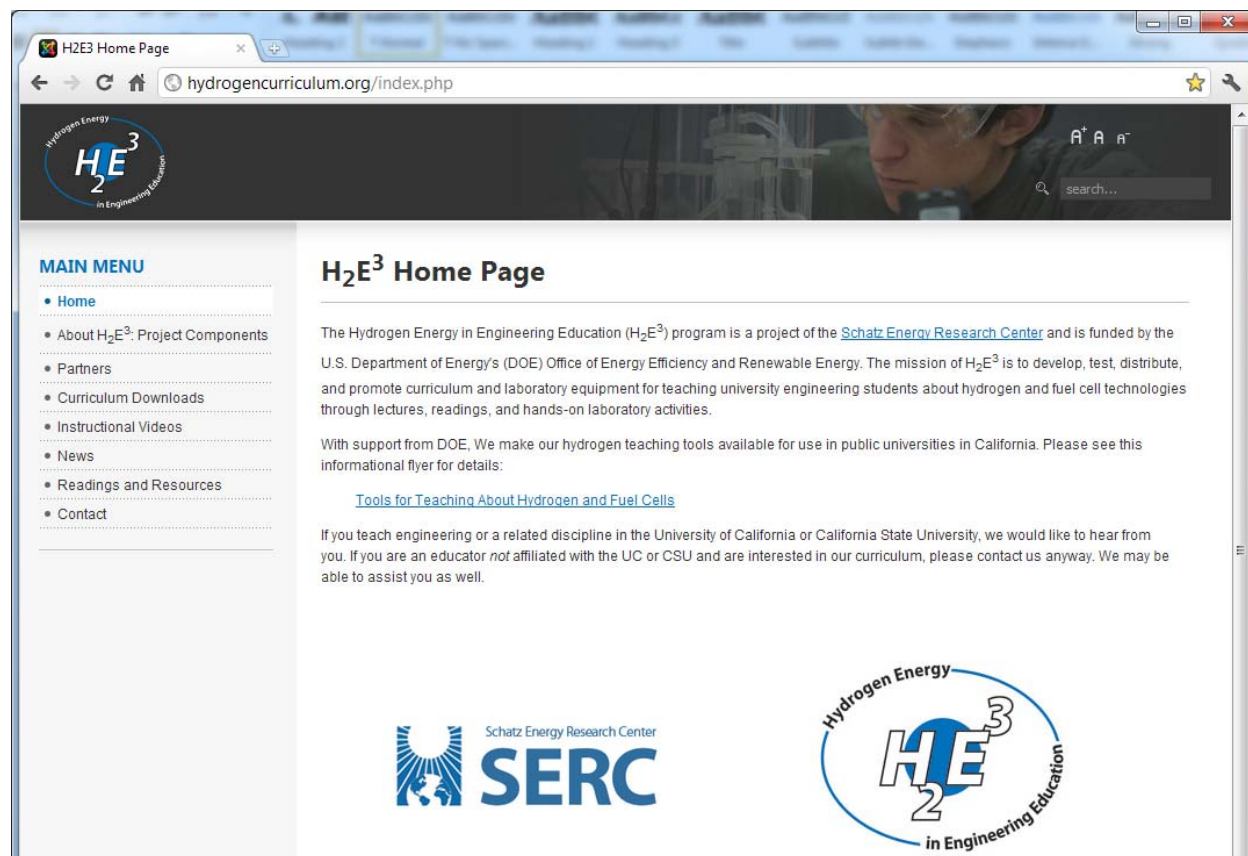 H2E3 Home Page
hydrogencurriculum.org/index.php
Hydrogen Energy
H₂E³
in Engineering Education
A⁺ A A⁻
search...
MAIN MENU
Home
About H₂E³: Project Components
Partners
Curriculum Downloads
Instructional Videos
News
Readings and Resources
Contact
H₂E³ Home Page
The Hydrogen Energy in Engineering Education (H₂E³) program is a project of the Schatz Energy Research Center and is funded by the
U.S. Department of Energy's (DOE) Office of Energy Efficiency and Renewable Energy. The mission of H₂E³ is to develop, test, distribute,
and promote curriculum and laboratory equipment for teaching university engineering students about hydrogen and fuel cell technologies
through lectures, readings, and hands-on laboratory activities.
With support from DOE, We make our hydrogen teaching tools available for use in public universities in California. Please see this
informational flyer for details:
Tools for Teaching About Hydrogen and Fuel Cells
If you teach engineering or a related discipline in the University of California or California State University, we would like to hear from
you. If you are an educator not affiliated with the UC or CSU and are interested in our curriculum, please contact us anyway. We may be
able to assist you as well.
Schatz Energy Research Center
SERC
Hydrogen Energy
H₂E³
in Engineering Education